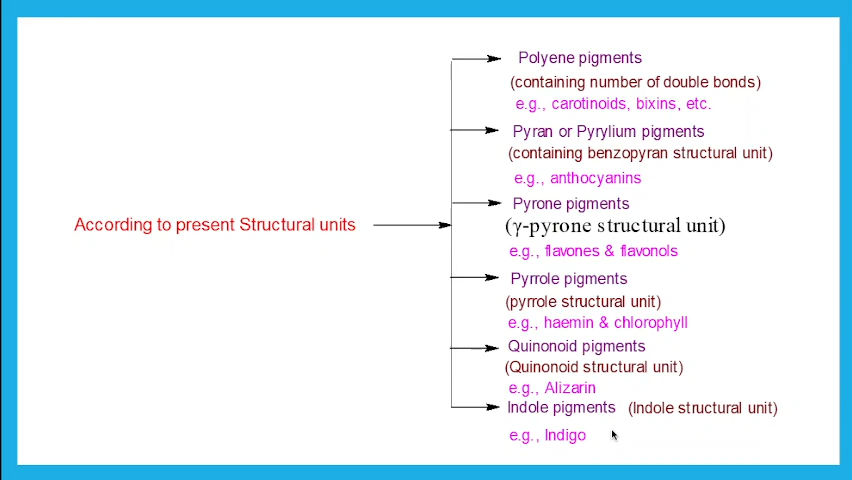 Polyene pigments
(containing number of double bonds)
e.g., carotinoids, bixins, etc.
Pyran or Pyrylium pigments
(containing benzopyran structural unit)
e.g., anthocyanins
Pyrone pigments
According to present Structural units
(γ-pyrone structural unit)
e.g., flavones & flavonols
Pyrrole pigments
(pyrrole structural unit)
e.g., haemin & chlorophyll
Quinonoid pigments
(Quinonoid structural unit)
e.g., Alizarin
Indole pigments (Indole structural unit)
e.g., Indigo